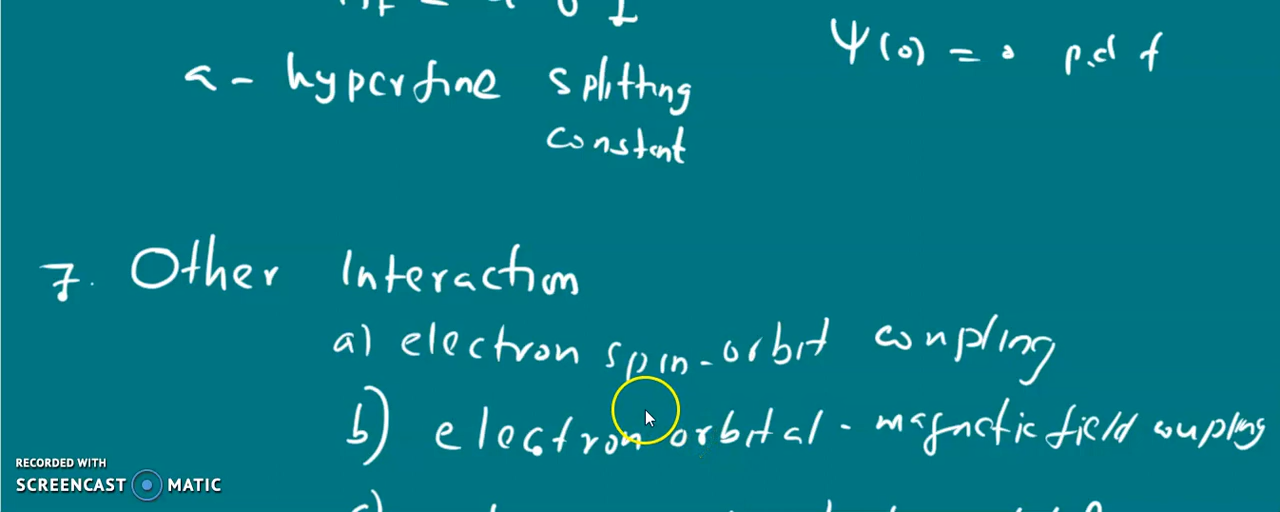 Ψ(0) = 0 p.d f
a - hyperfine splitting
constant
7. Other Interaction
a) electron spin-orbit coupling
b) electron orbital - magnetic field coupling
RECORDED WITH
SCREENCAST MATIC